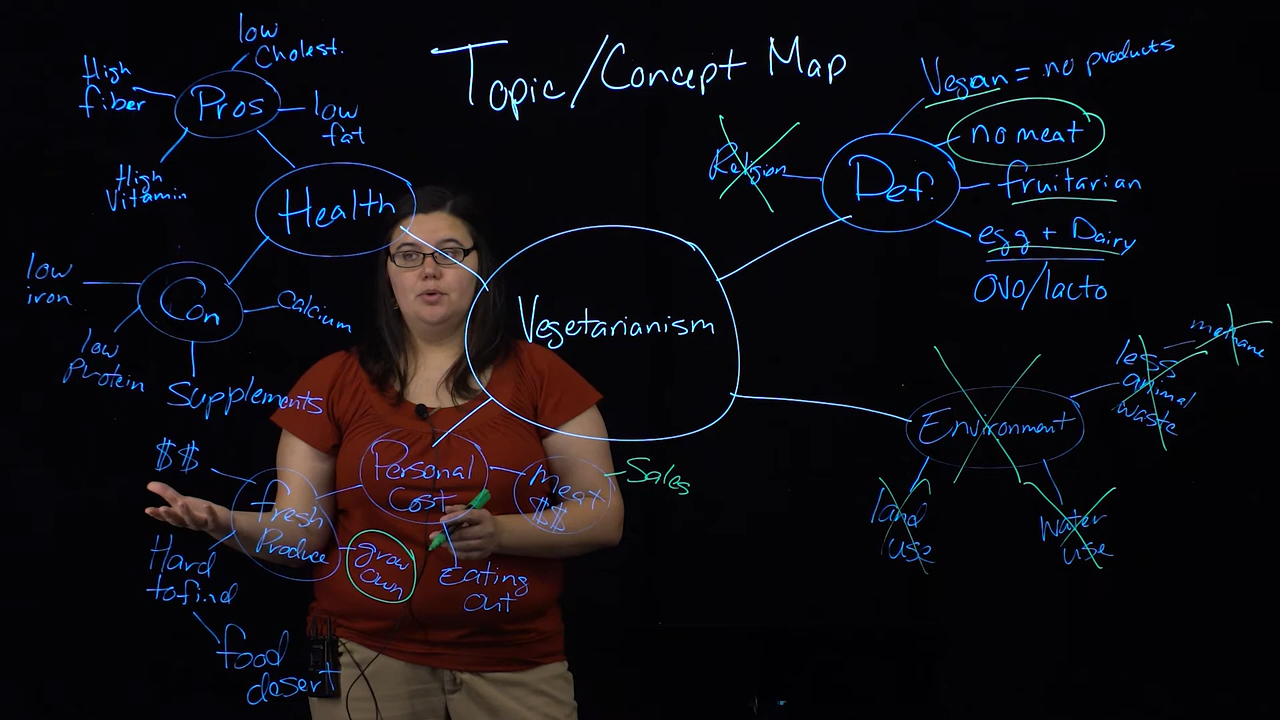 Topic/Concept Map
low
Cholest.
High
fiber
Pros
low
fat
High
Vitamin
Health
low
iron
Con
Calcium
low
Protein
Supplements
Vegetarianism
Vegan = no products
no meat
Religion
Def.
fruitarian
egg + Dairy
OVO/lacto
methane
less
animal
waste
Environment
land
use
water
use
Personal
Cost
Meat
$$
Sales
$$
fresh
Produce
grow
own
Eating
Out
Hard
to find
food
desert